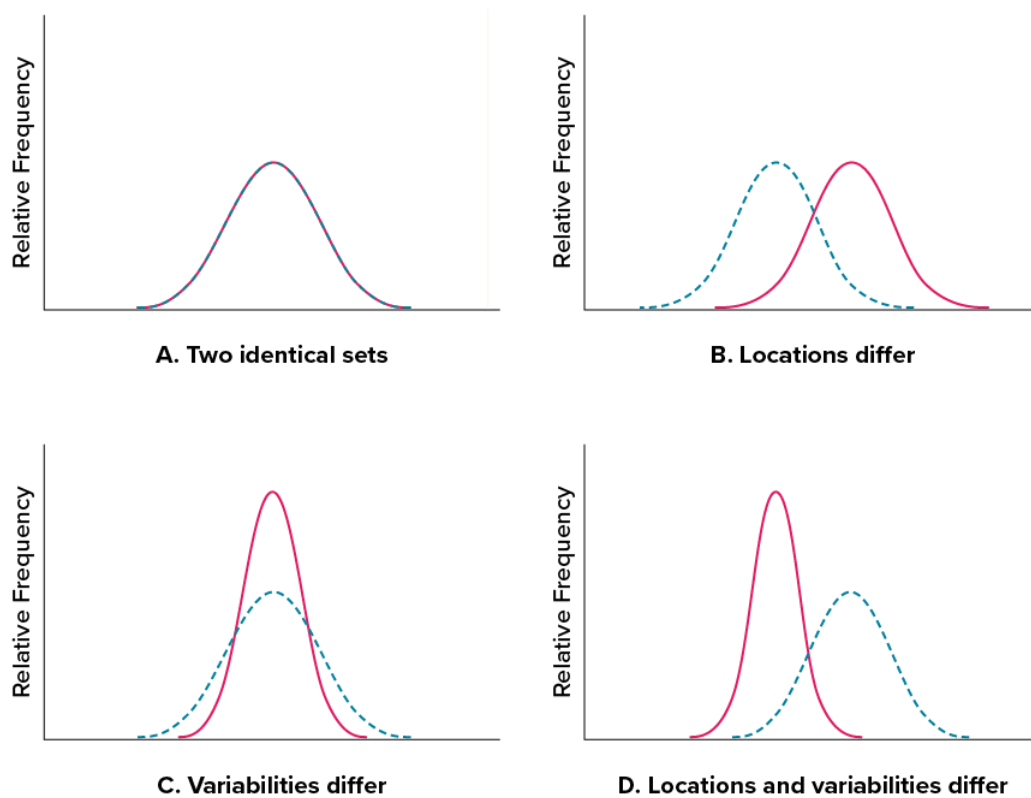 Relative Frequency
A. Two identical sets
Relative Frequency
B. Locations differ
Relative Frequency
C. Variabilities differ
Relative Frequency
D. Locations and variabilities differ